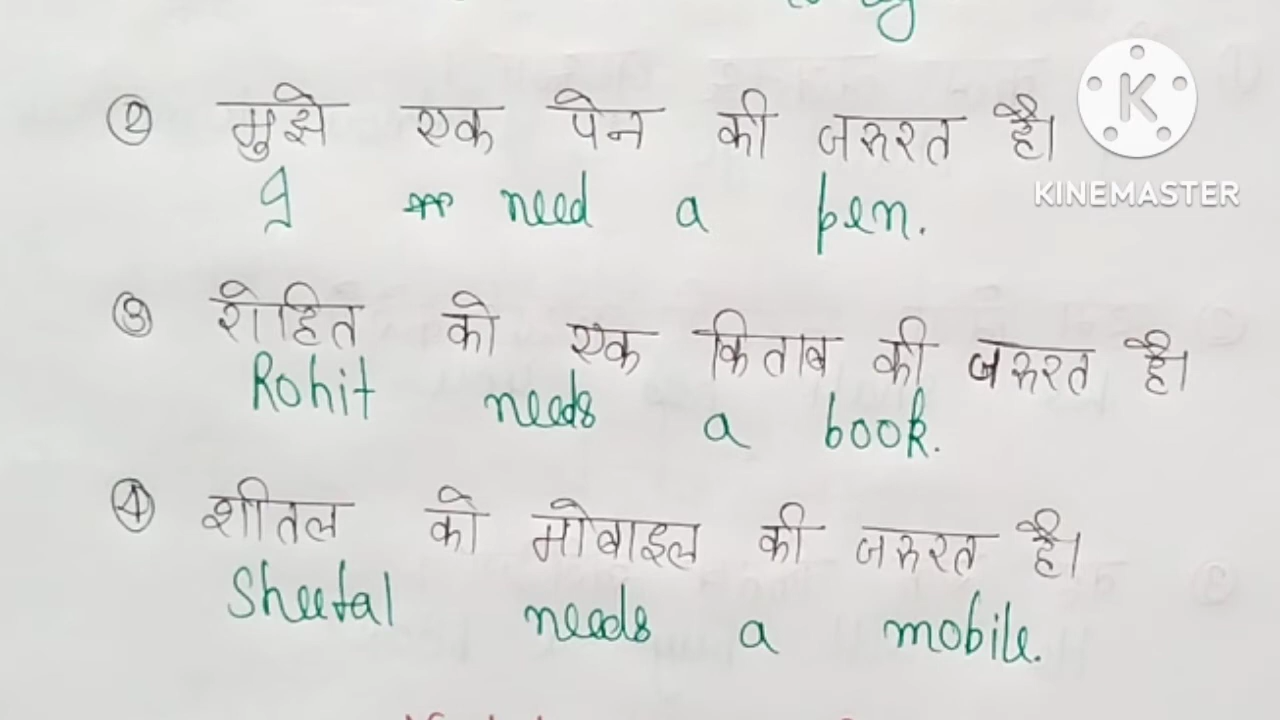 ② मुझे एक पेन की जरुरत है।
I need a pen.
③ रोहित को एक किताब की जरुरत है।
Rohit needs a book.
④ शीतल को मोबाइल की जरुरत है।
Sheetal needs a mobile.
K
KINEMASTER